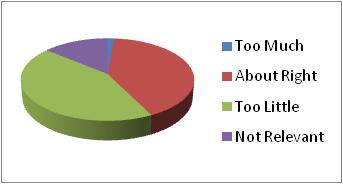 Too Much
About Right
Too Little
Not Relevant